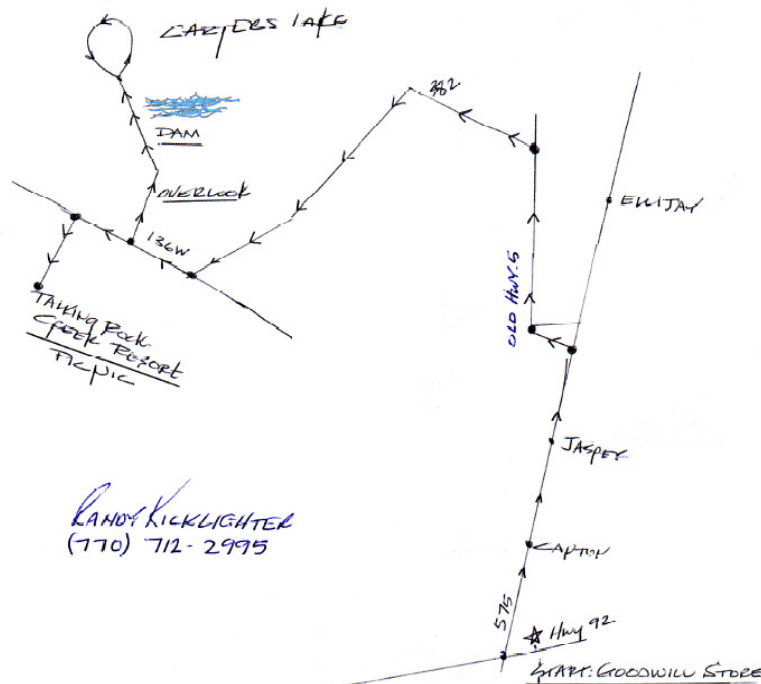 CARTERS LAKE
382
DAM
OVERLOOK
ELLIJAY
136W
OLD HWY. 5
TALKING ROCK
CREEK RESORT
PICNIC
JASPER
RANDY KICKLIGHTER
(770) 712-2995
CANTON
575
HWY 92
START: GOODWILL STORE